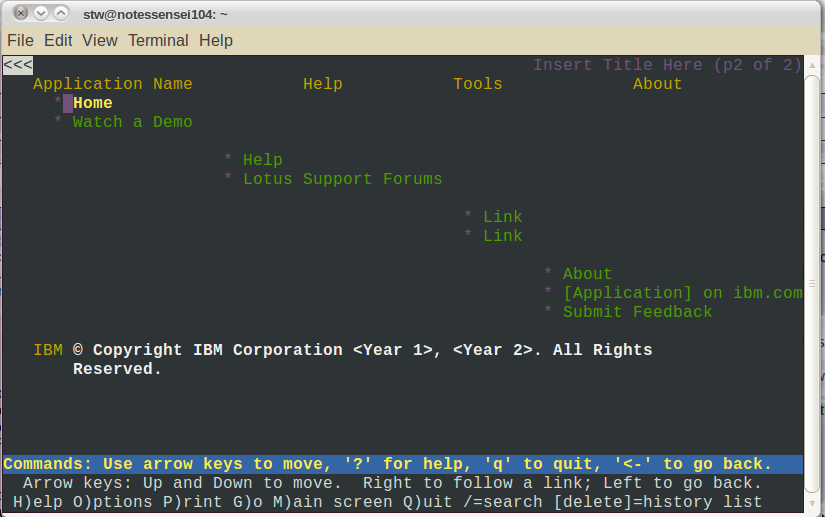 stw@notessensei104: ~
File Edit View Terminal Help
<<< Insert Title Here (p2 of 2)
Application Name Help Tools About
* Home
* Watch a Demo
* Help
* Lotus Support Forums
* Link
* Link
* About
* [Application] on ibm.com
* Submit Feedback
IBM © Copyright IBM Corporation <Year 1>, <Year 2>. All Rights
Reserved.
Commands: Use arrow keys to move, '?' for help, 'q' to quit, '<-' to go back.
Arrow keys: Up and Down to move. Right to follow a link; Left to go back.
H)elp O)ptions P)rint G)o M)ain screen Q)uit /=search [delete]=history list